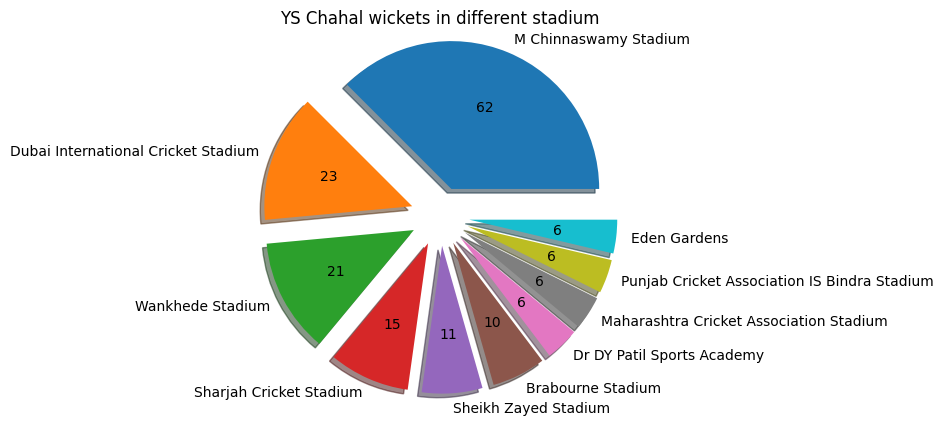 YS Chahal wickets in different stadium
M Chinnaswamy Stadium
62
Dubai International Cricket Stadium
23
Wankhede Stadium
21
Sharjah Cricket Stadium
15
Sheikh Zayed Stadium
11
Brabourne Stadium
10
Dr DY Patil Sports Academy
6
Maharashtra Cricket Association Stadium
6
Punjab Cricket Association IS Bindra Stadium
6
Eden Gardens
6